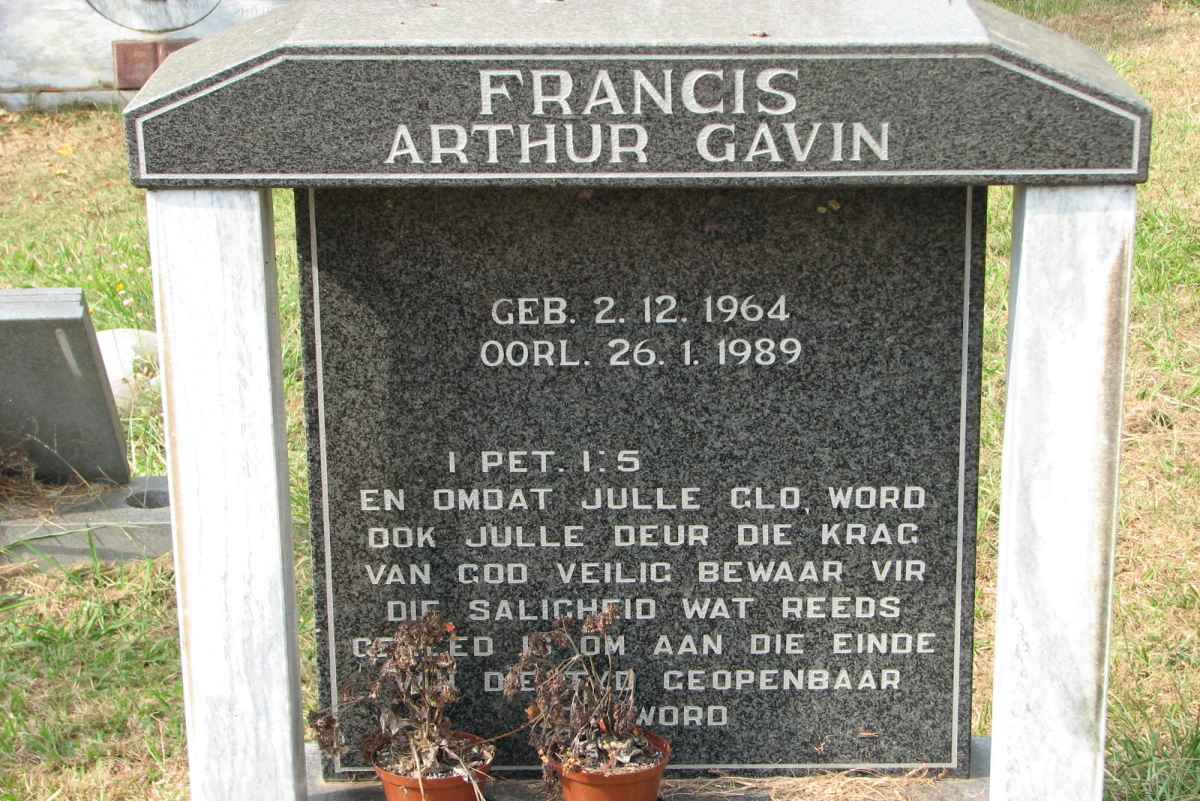 FRANCIS
ARTHUR GAVIN
GEB. 2. 12. 1964
OORL. 26. 1. 1989
I PET. I:5
EN OMDAT JULLE GLO, WORD
OOK JULLE DEUR DIE KRAG
VAN GOD VEILIG BEWAAR VIR
DIE SALIGHEID WAT REEDS
OM AAN DIE EINDE
GEOPENBAAR
WORD